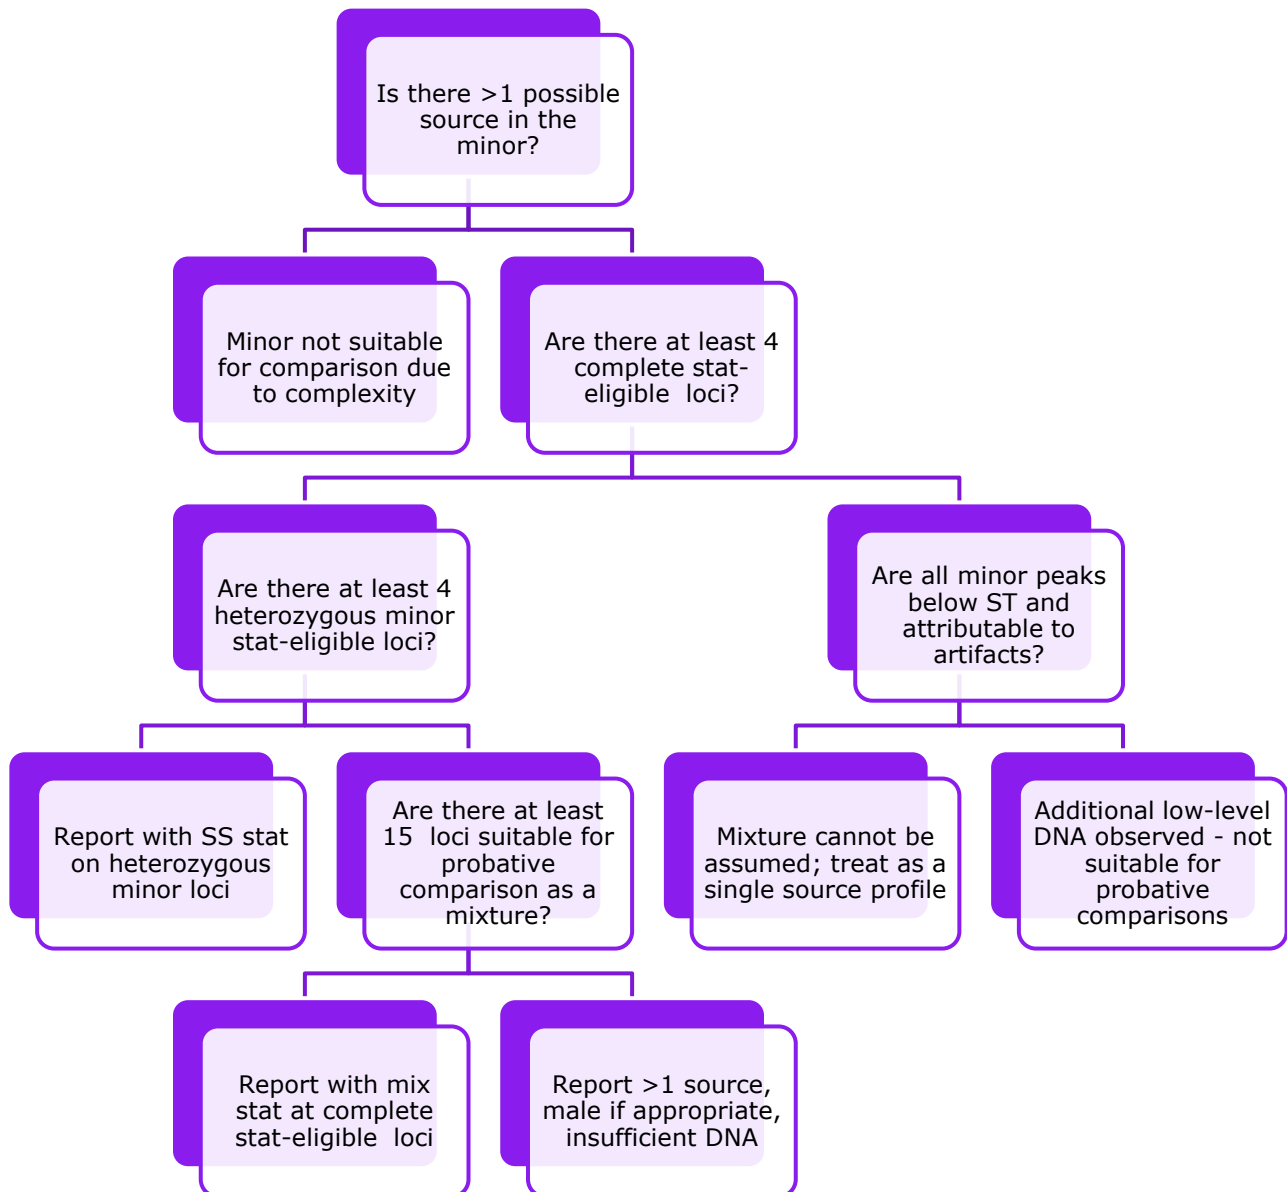 Is there >1 possible
source in the
minor?
Minor not suitable
for comparison due
to complexity
Are there at least 4
complete stat-
eligible  loci?
Are there at least 4
heterozygous minor
stat-eligible loci?
Are all minor peaks
below ST and
attributable to
artifacts?
Report with SS stat
on heterozygous
minor loci
Are there at least
15  loci suitable for
probative
comparison as a
mixture?
Mixture cannot be
assumed; treat as a
single source profile
Additional low-level
DNA observed - not
suitable for
probative
comparisons
Report with mix
stat at complete
stat-eligible  loci
Report >1 source,
male if appropriate,
insufficient DNA